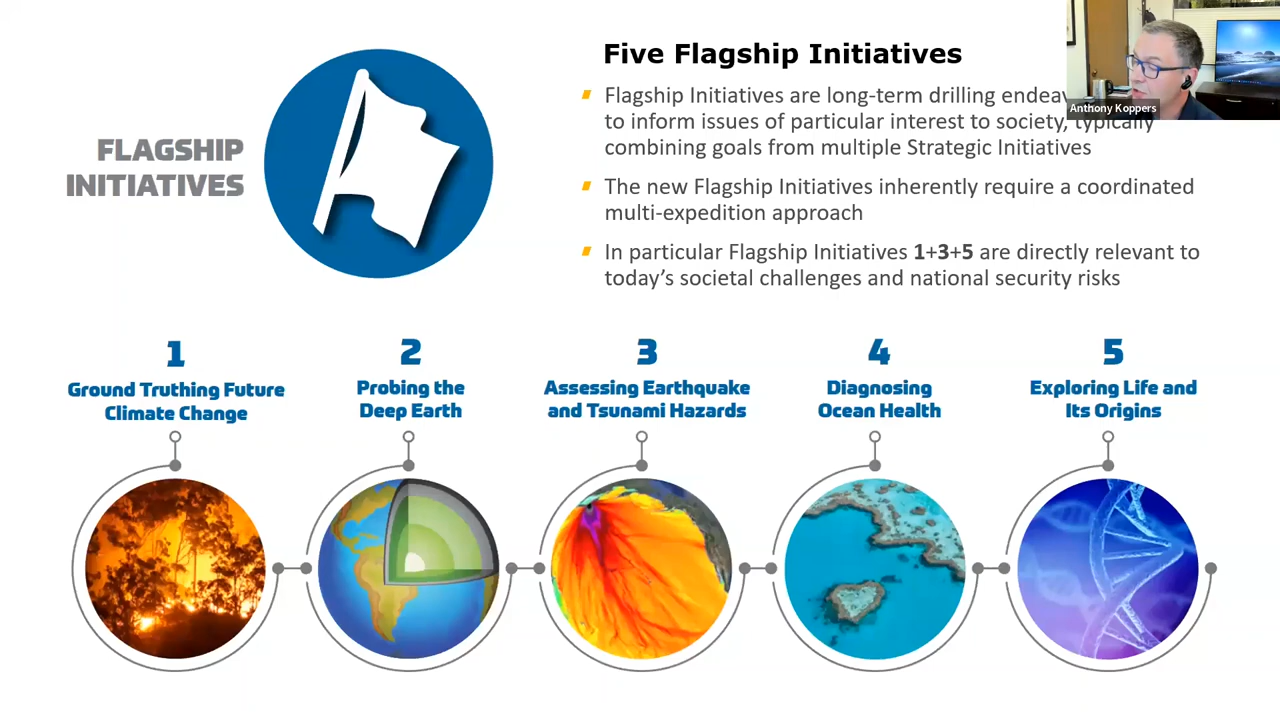 FLAGSHIP
INITIATIVES
Five Flagship Initiatives
Flagship Initiatives are long-term drilling
to inform issues of particular interest to society, typically
combining goals from multiple Strategic Initiatives
The new Flagship Initiatives inherently require a coordinated
multi-expedition approach
In particular Flagship Initiatives 1+3+5 are directly relevant to
today's societal challenges and national security risks
Anthony Koppers
1
Ground Truthing Future
Climate Change
2
Probing the
Deep Earth
3
Assessing Earthquake
and Tsunami Hazards
4
Diagnosing
Ocean Health
5
Exploring Life and
Its Origins